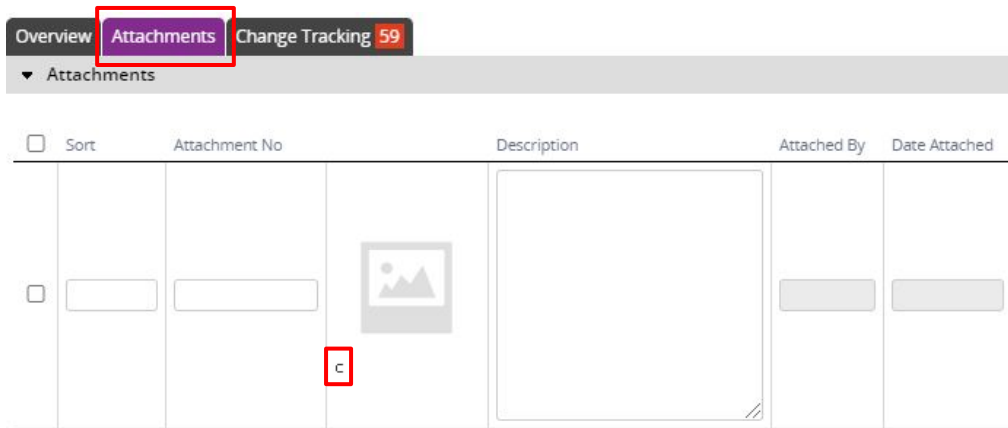 Overview Attachments Change Tracking 59
Attachments
Sort Attachment No Description Attached By Date Attached
c